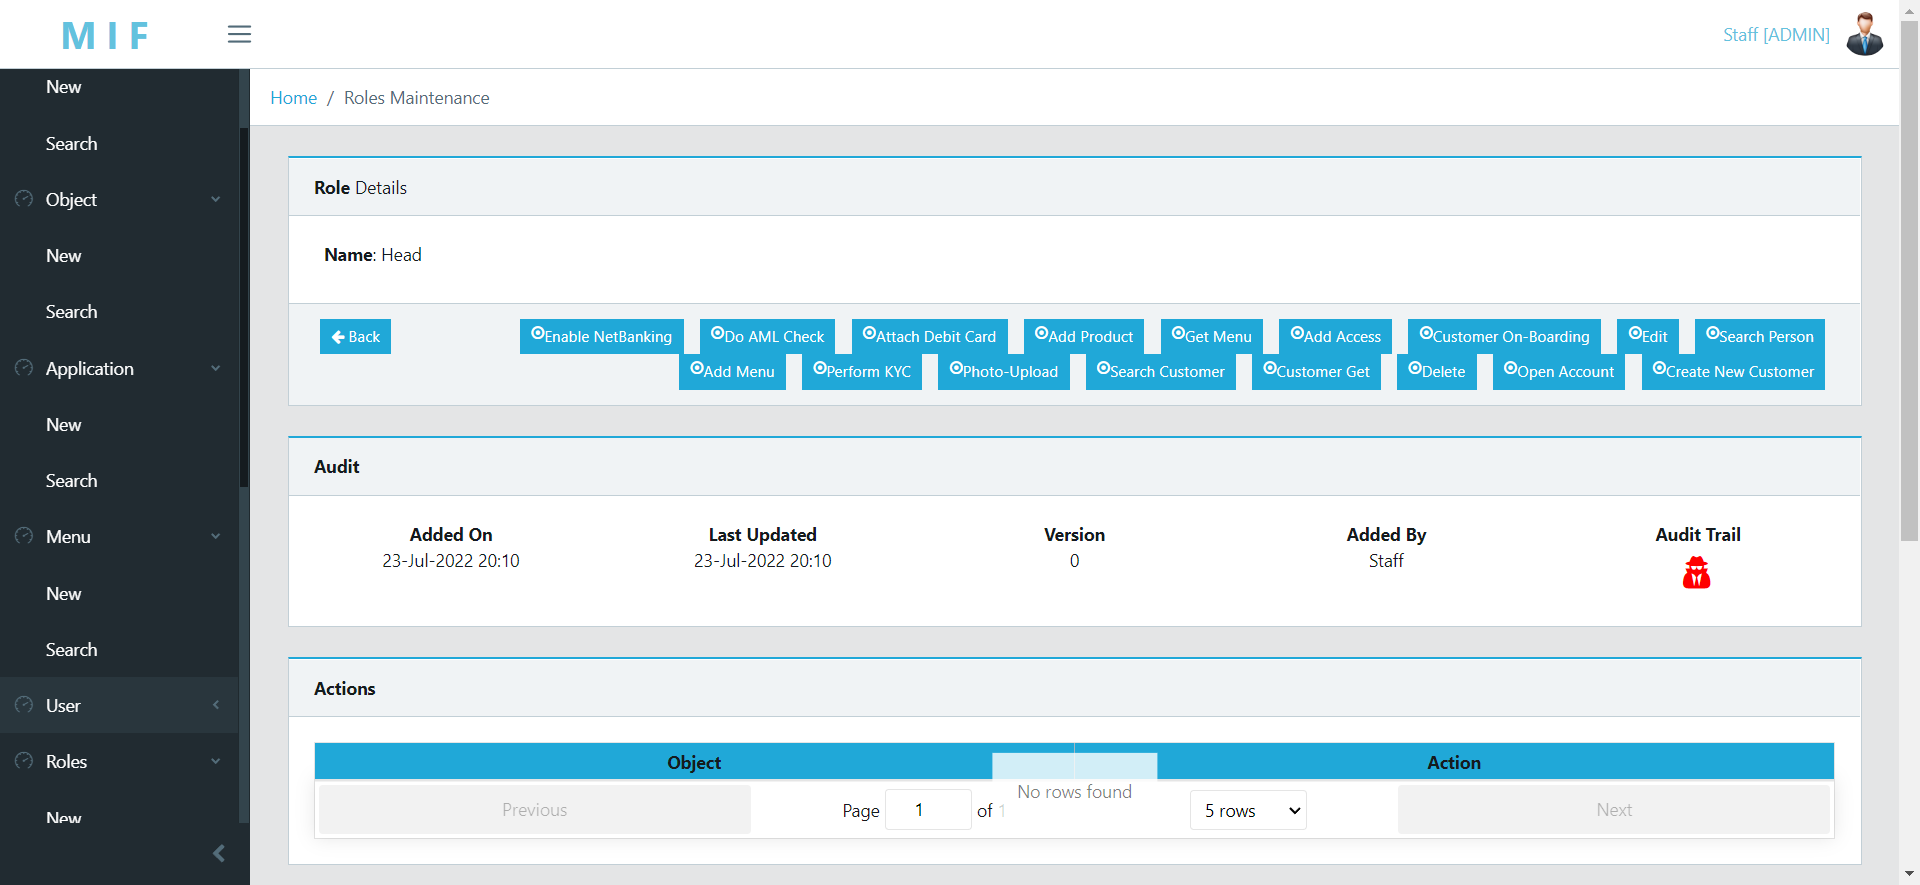 M I F
Staff [ADMIN]
New
Search
Object
New
Search
Application
New
Search
Menu
New
Search
User
Roles
New
Home / Roles Maintenance
Role Details
Name: Head
Back
Enable NetBanking Do AML Check Attach Debit Card Add Product Get Menu Add Access Customer On-Boarding Edit Search Person
Add Menu Perform KYC Photo-Upload Search Customer Customer Get Delete Open Account Create New Customer
Audit
Added On Last Updated Version Added By Audit Trail
23-Jul-2022 20:10 23-Jul-2022 20:10 0 Staff
Actions
Object Action
No rows found
Previous Page 1 of 1 5 rows Next